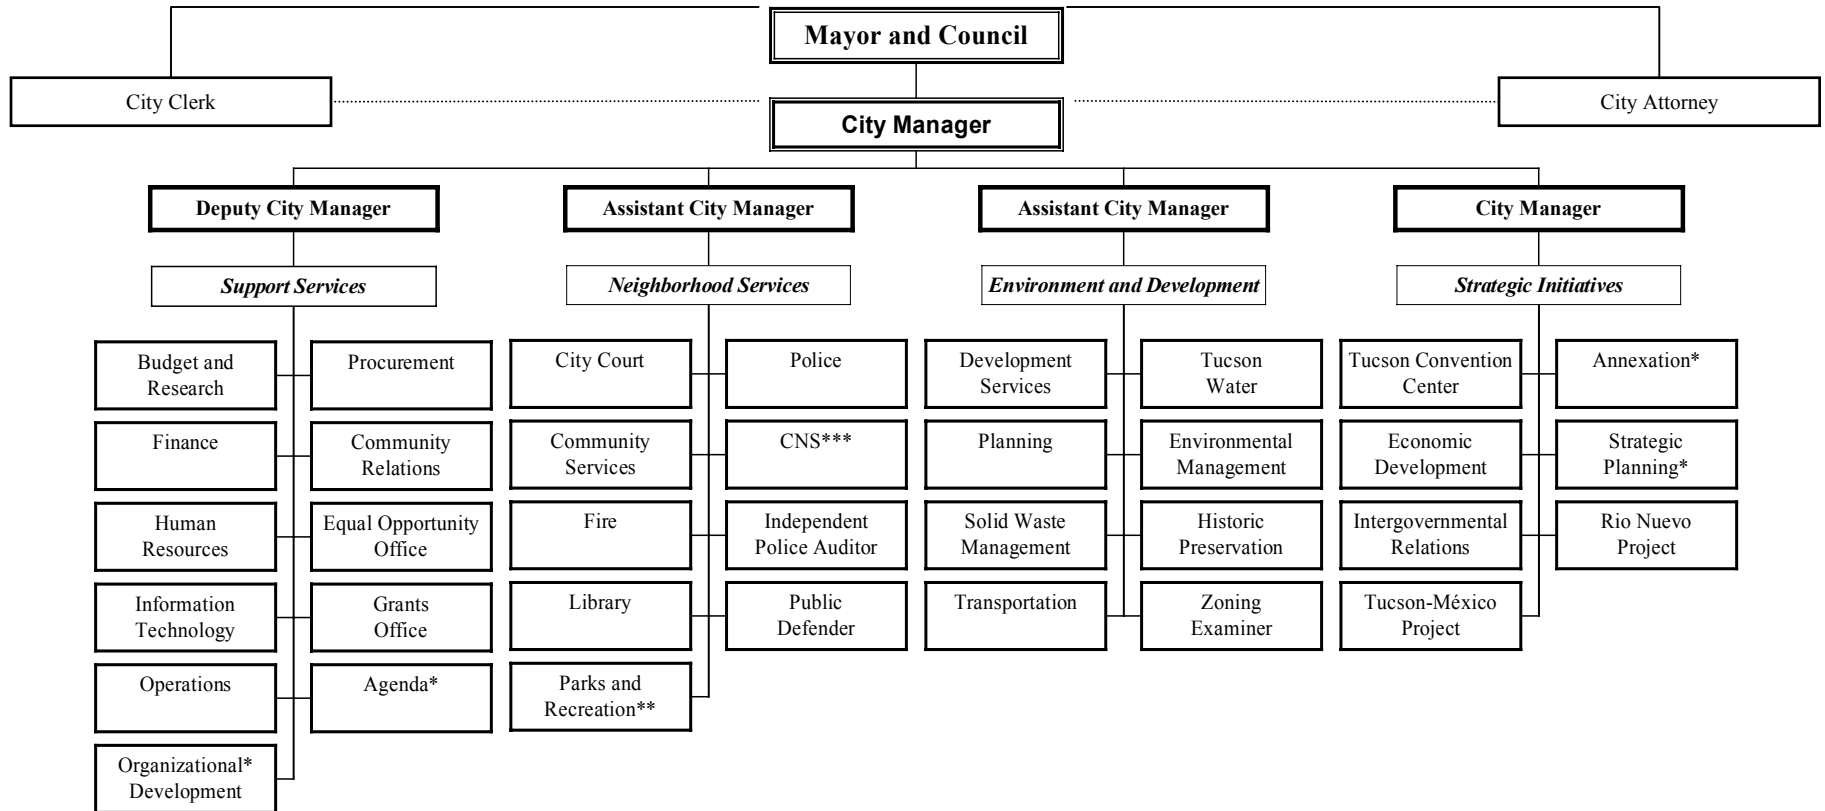 Mayor and Council
City Clerk
City Attorney
City Manager
Deputy City Manager
Assistant City Manager
Assistant City Manager
City Manager
Support Services
Neighborhood Services
Environment and Development
Strategic Initiatives
Budget and
Research
Procurement
Finance
Community
Relations
Human
Resources
Equal Opportunity
Office
Information
Technology
Grants
Office
Operations
Agenda*
Organizational*
Development
City Court
Police
Community
Services
CNS***
Fire
Independent
Police Auditor
Library
Public
Defender
Parks and
Recreation**
Development
Services
Tucson
Water
Planning
Environmental
Management
Solid Waste
Management
Historic
Preservation
Transportation
Zoning
Examiner
Tucson Convention
Center
Annexation*
Economic
Development
Strategic
Planning*
Intergovernmental
Relations
Rio Nuevo
Project
Tucson-México
Project